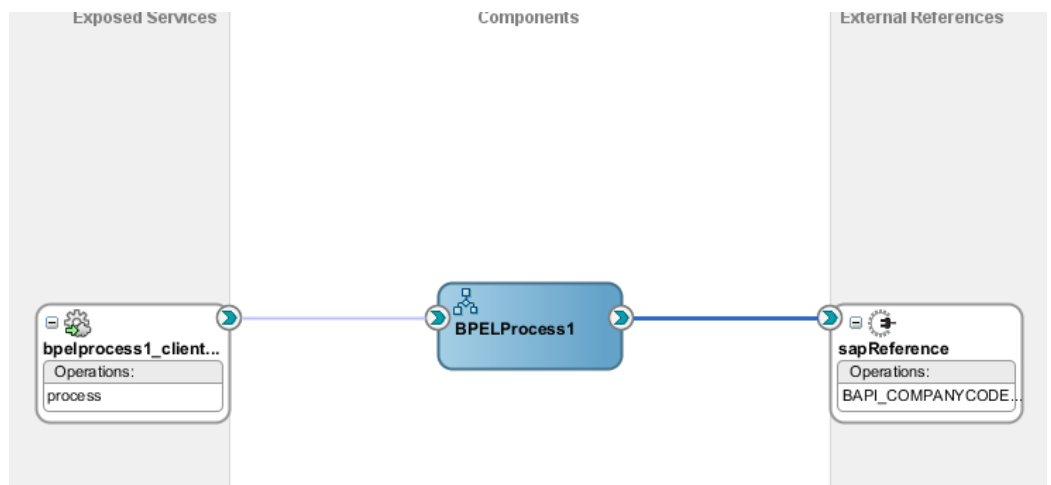 Exposed Services
Components
External References
bpelprocess1_client...
Operations:
process
BPELProcess1
sapReference
Operations:
BAPI_COMPANYCODE...